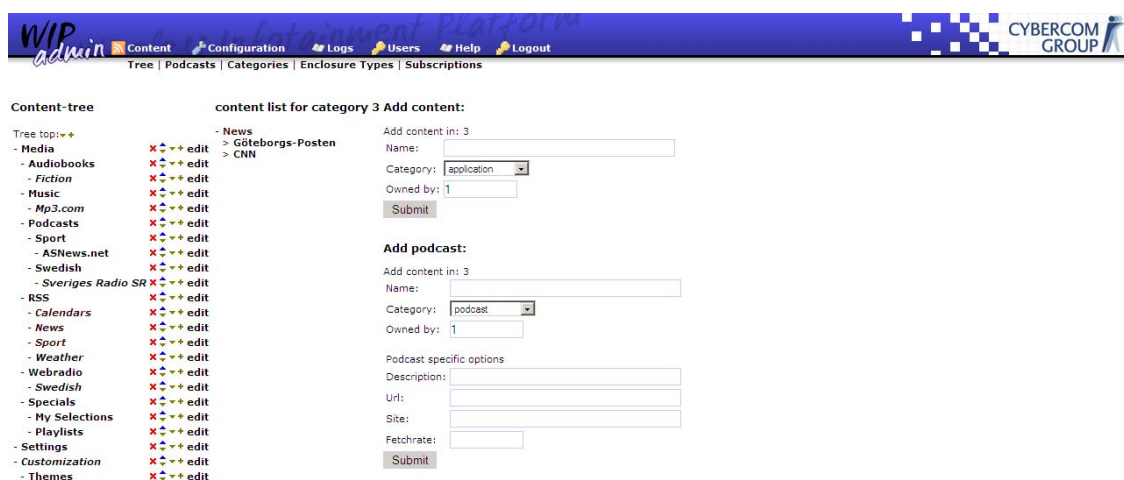 WIP
admin
Infotainment Platform
Content Configuration Logs Users Help Logout
CYBERCOM
GROUP
Tree | Podcasts | Categories | Enclosure Types | Subscriptions
Content-tree
Tree top:
- Media edit
- Audiobooks edit
- Fiction edit
- Music edit
- Mp3.com edit
- Podcasts edit
- Sport edit
- ASNews.net edit
- Swedish edit
- Sveriges Radio SR edit
- RSS edit
- Calendars edit
- News edit
- Sport edit
- Weather edit
- Webradio edit
- Swedish edit
- Specials edit
- My Selections edit
- Playlists edit
- Settings edit
- Customization edit
- Themes edit
content list for category 3
- News
> Göteborgs-Posten
> CNN
Add content:
Add content in: 3
Name:
Category: application
Owned by: 1
Submit
Add podcast:
Add content in: 3
Name:
Category: podcast
Owned by: 1
Podcast specific options
Description:
Url:
Site:
Fetchrate:
Submit